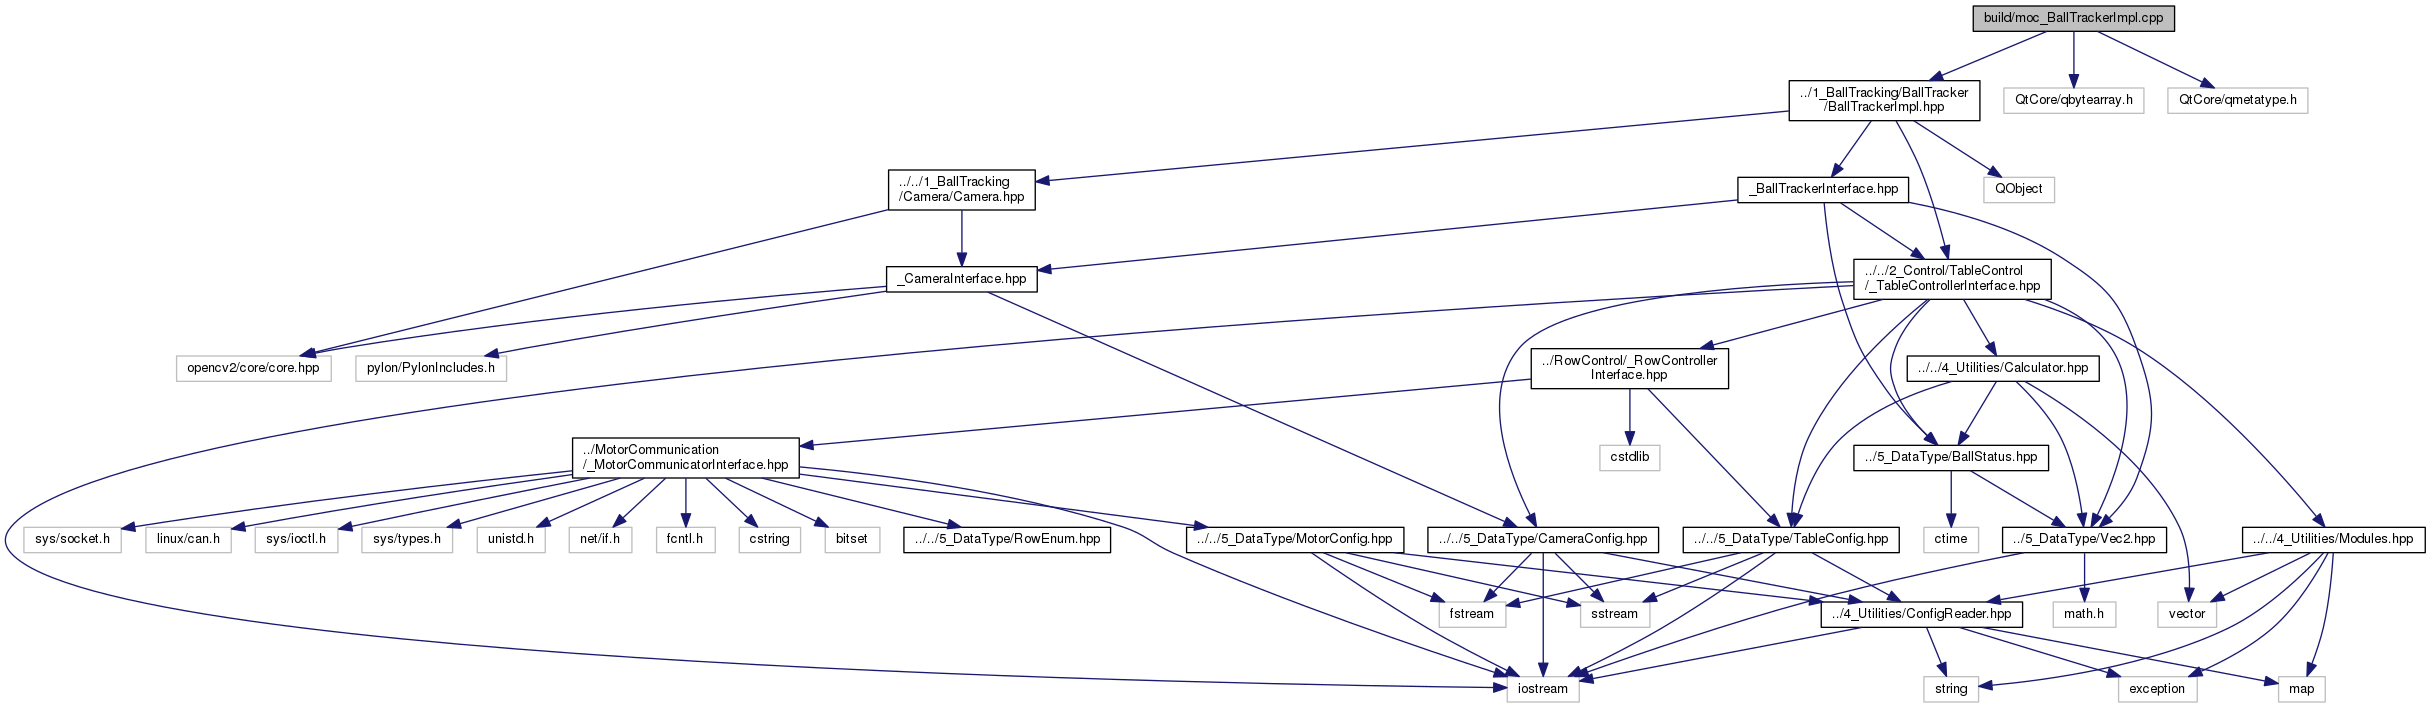 build/moc_BallTrackerImpl.cpp
../1_BallTracking/BallTracker
/BallTrackerImpl.hpp
QtCore/qbytearray.h
QtCore/qmetatype.h
../../1_BallTracking
/Camera/Camera.hpp
_BallTrackerInterface.hpp
QObject
_CameraInterface.hpp
../../2_Control/TableControl
/_TableControllerInterface.hpp
opencv2/core/core.hpp
pylon/PylonIncludes.h
../RowControl/_RowController
Interface.hpp
../../4_Utilities/Calculator.hpp
../MotorCommunication
/_MotorCommunicatorInterface.hpp
cstdlib
../5_DataType/BallStatus.hpp
sys/socket.h
linux/can.h
sys/ioctl.h
sys/types.h
unistd.h
net/if.h
fcntl.h
cstring
bitset
../../5_DataType/RowEnum.hpp
../../5_DataType/MotorConfig.hpp
../../5_DataType/CameraConfig.hpp
../../5_DataType/TableConfig.hpp
ctime
../5_DataType/Vec2.hpp
../../4_Utilities/Modules.hpp
fstream
sstream
../4_Utilities/ConfigReader.hpp
math.h
vector
iostream
string
exception
map